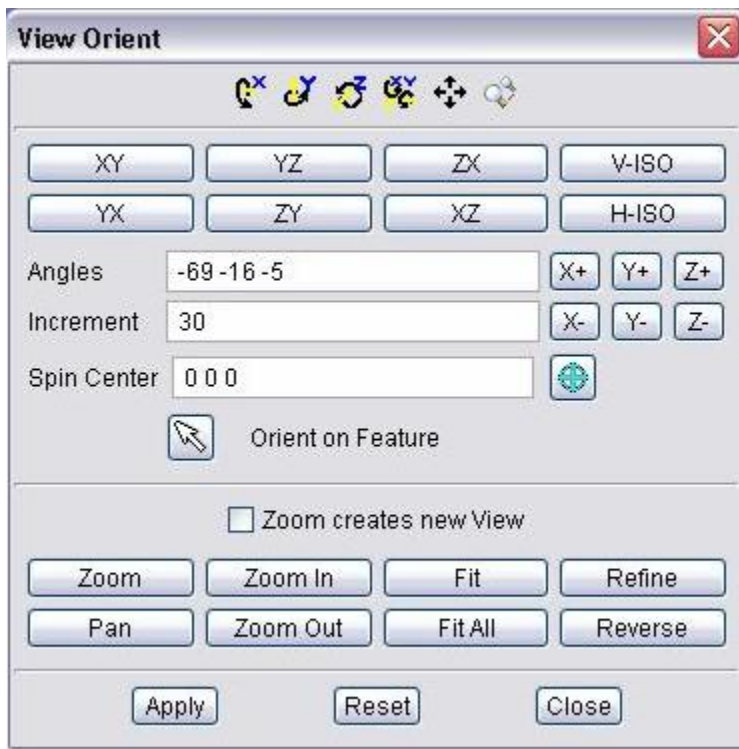 View Orient
X Y Z XY
XY YZ ZX V-ISO
YX ZY XZ H-ISO
Angles -69 -16 -5 X+ Y+ Z+
Increment 30 X- Y- Z-
Spin Center 0 0 0
Orient on Feature
Zoom creates new View
Zoom Zoom In Fit Refine
Pan Zoom Out Fit All Reverse
Apply Reset Close